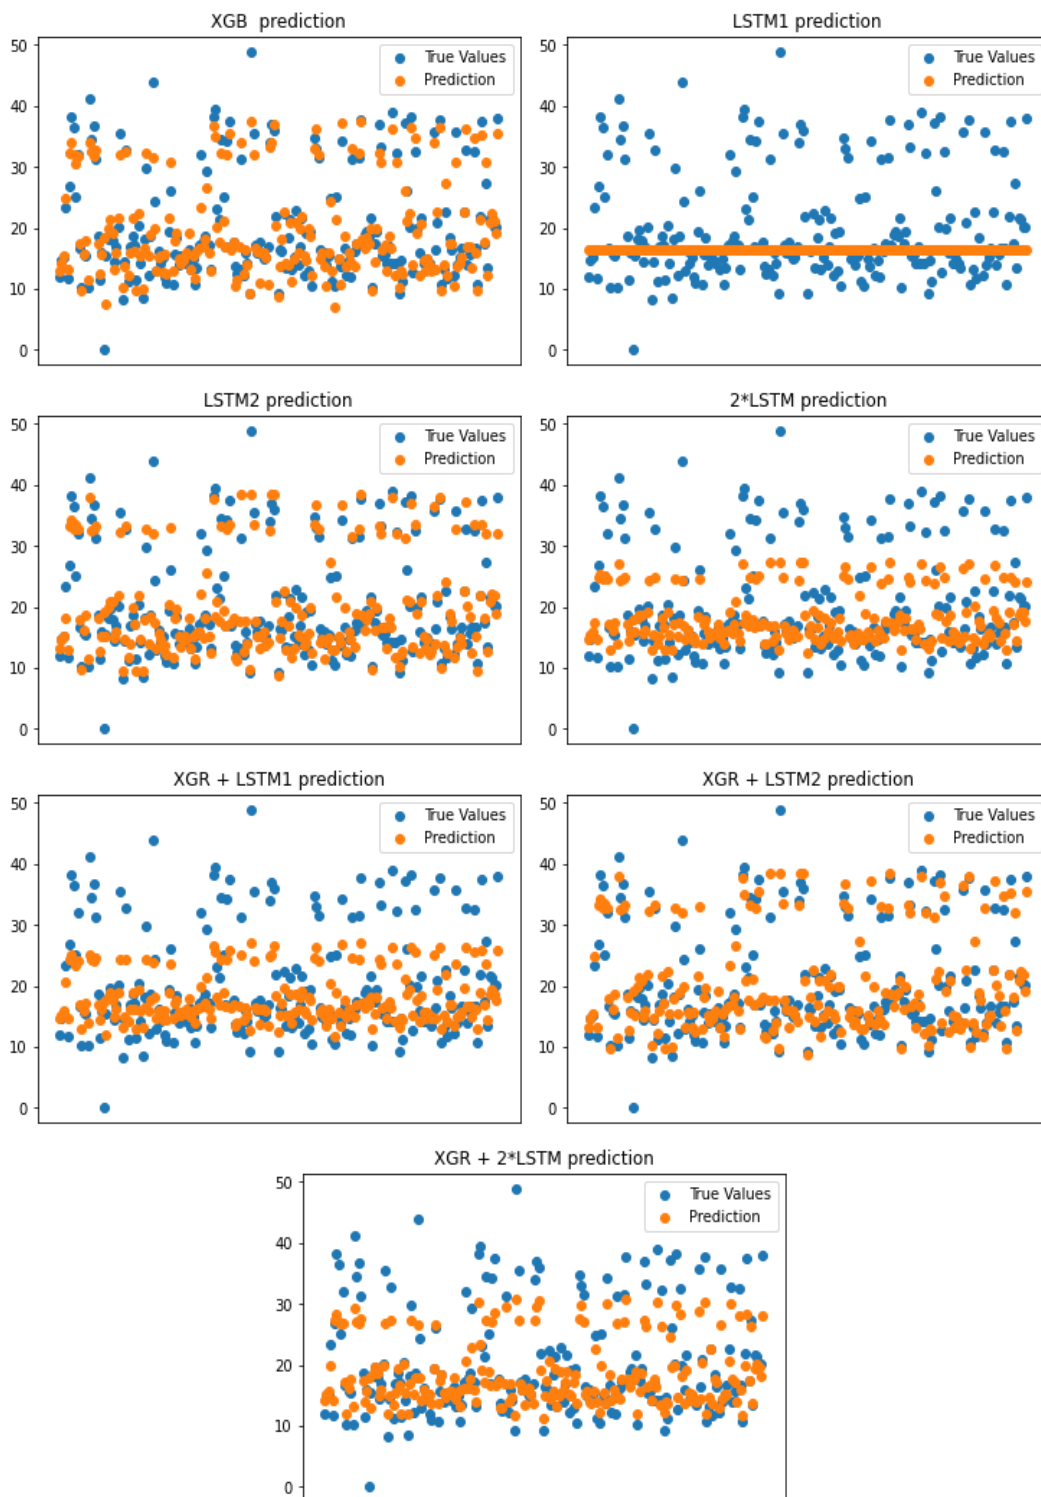 XGB prediction
50
40
30
20
10
0
True Values
Prediction
LSTM1 prediction
50
40
30
20
10
0
True Values
Prediction
LSTM2 prediction
50
40
30
20
10
0
True Values
Prediction
2*LSTM prediction
50
40
30
20
10
0
True Values
Prediction
XGR + LSTM1 prediction
50
40
30
20
10
0
True Values
Prediction
XGR + LSTM2 prediction
50
40
30
20
10
0
True Values
Prediction
XGR + 2*LSTM prediction
50
40
30
20
10
0
True Values
Prediction